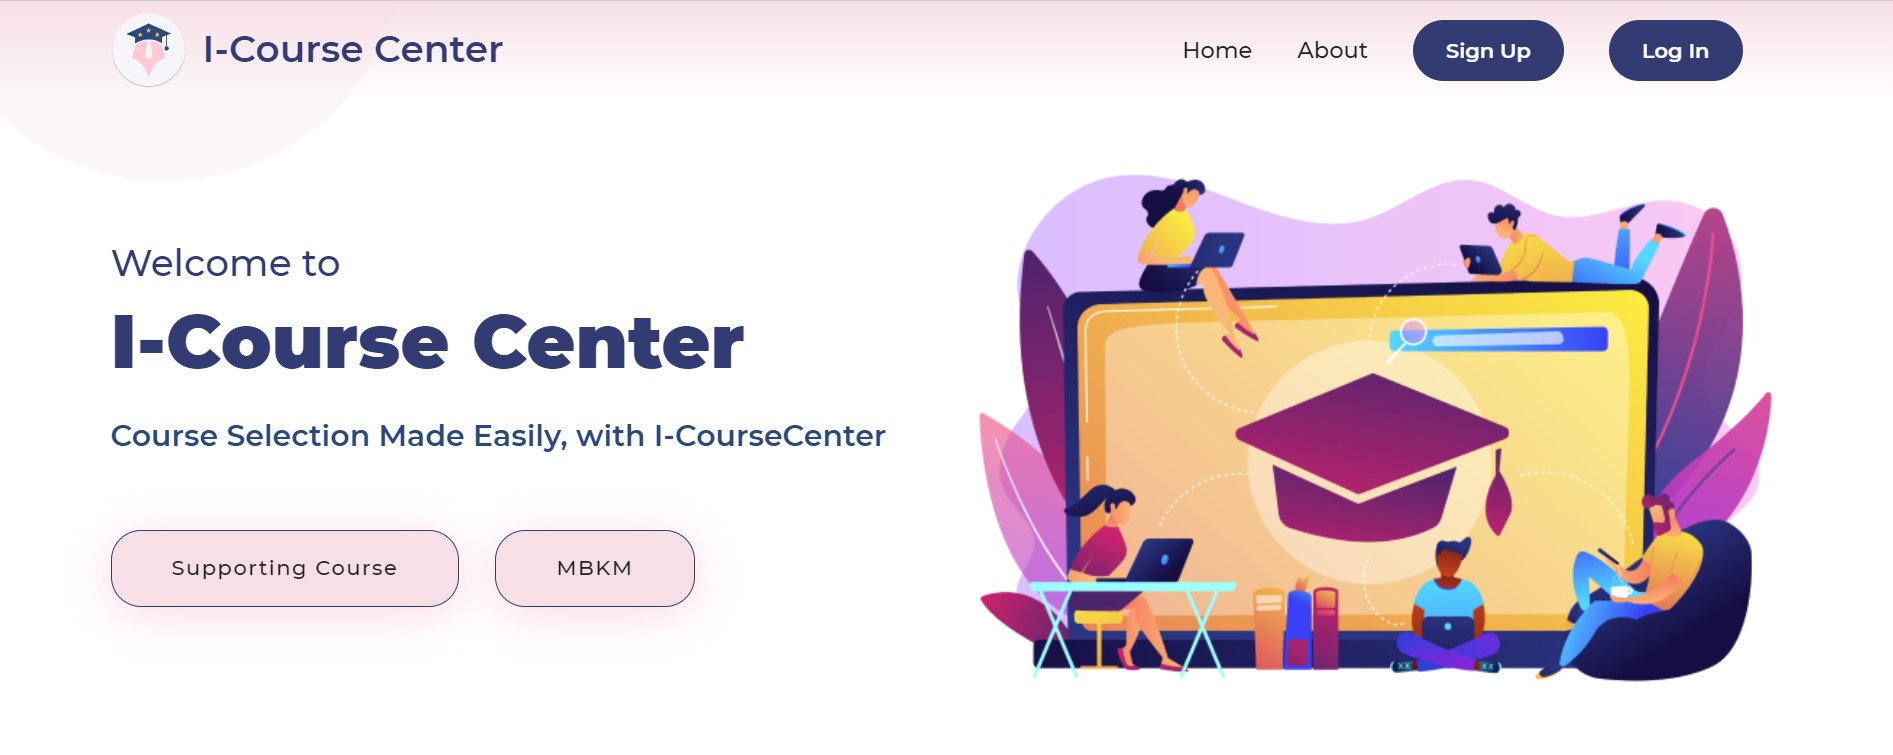 I-Course Center
Home
About
Sign Up
Log In
Welcome to
I-Course Center
Course Selection Made Easily, with I-CourseCenter
Supporting Course
MBKM